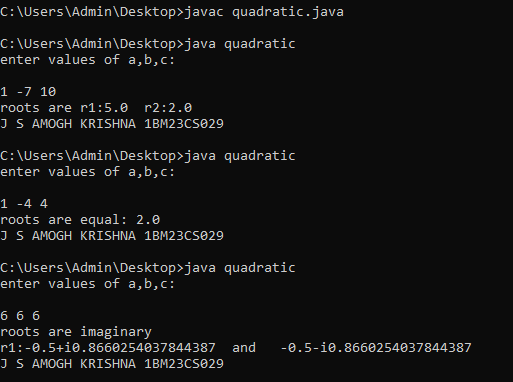 C:\Users\Admin\Desktop>javac quadratic.java
C:\Users\Admin\Desktop>java quadratic
enter values of a,b,c:
1 -7 10
roots are r1:5.0  r2:2.0
J S AMOGH KRISHNA 1BM23CS029
C:\Users\Admin\Desktop>java quadratic
enter values of a,b,c:
1 -4 4
roots are equal: 2.0
J S AMOGH KRISHNA 1BM23CS029
C:\Users\Admin\Desktop>java quadratic
enter values of a,b,c:
6 6 6
roots are imaginary
r1:-0.5+i0.8660254037844387  and   -0.5-i0.8660254037844387
J S AMOGH KRISHNA 1BM23CS029